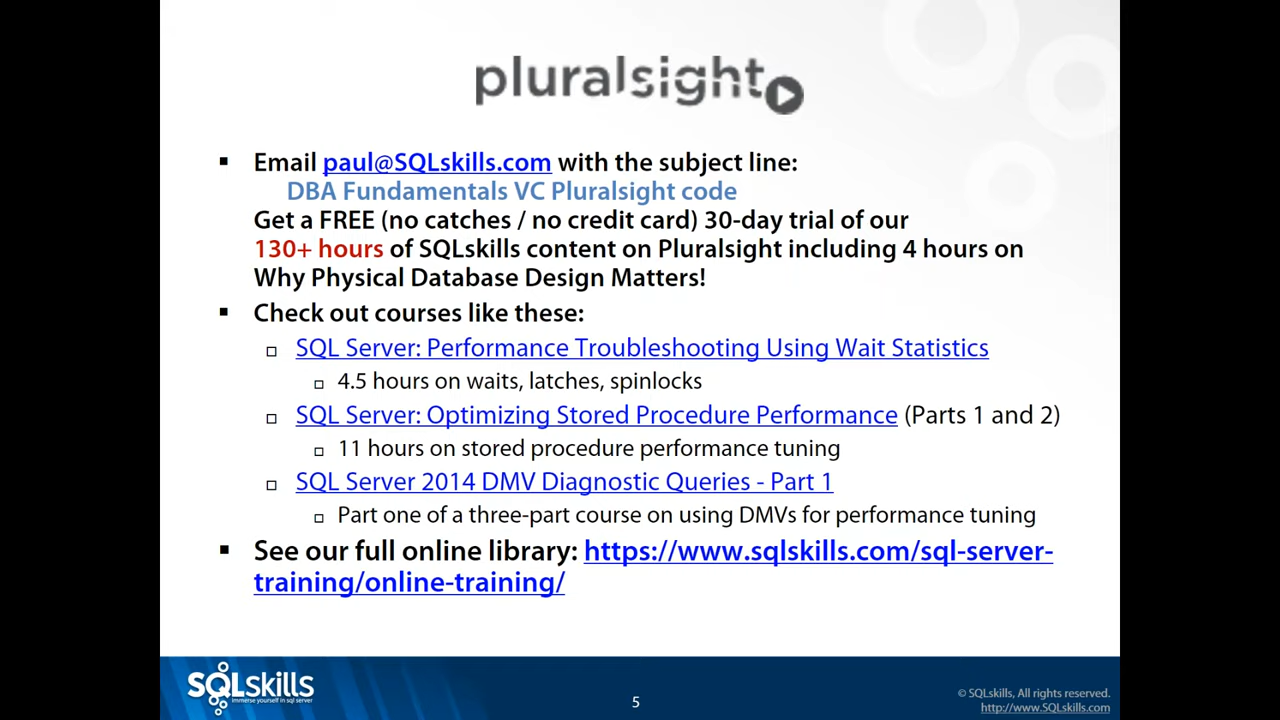 pluralsight
▪ Email paul@SQLskills.com with the subject line:
DBA Fundamentals VC Pluralsight code
Get a FREE (no catches / no credit card) 30-day trial of our
130+ hours of SQLskills content on Pluralsight including 4 hours on
Why Physical Database Design Matters!
▪ Check out courses like these:
□ SQL Server: Performance Troubleshooting Using Wait Statistics
□ 4.5 hours on waits, latches, spinlocks
□ SQL Server: Optimizing Stored Procedure Performance (Parts 1 and 2)
□ 11 hours on stored procedure performance tuning
□ SQL Server 2014 DMV Diagnostic Queries - Part 1
□ Part one of a three-part course on using DMVs for performance tuning
▪ See our full online library: https://www.sqlskills.com/sql-server-
training/online-training/
SQLskills
immerse yourself in sql server
5
© SQLskills, All rights reserved.
http://www.SQLskills.com